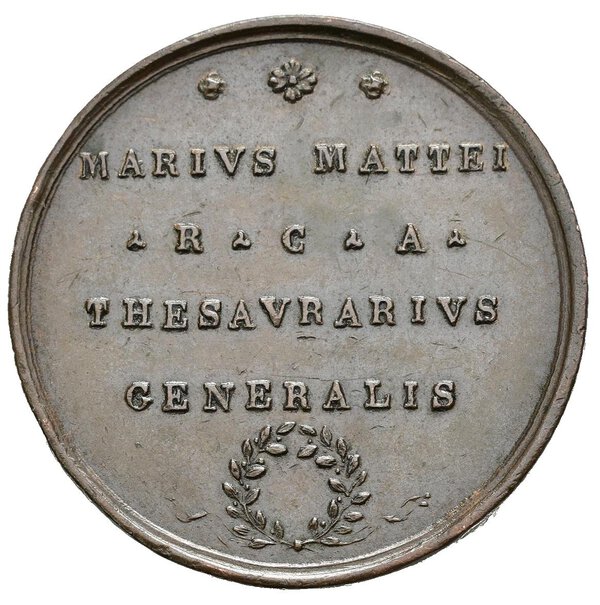 MARIVS MATTEI
R · C · A
THESAVRARIVS
GENERALIS